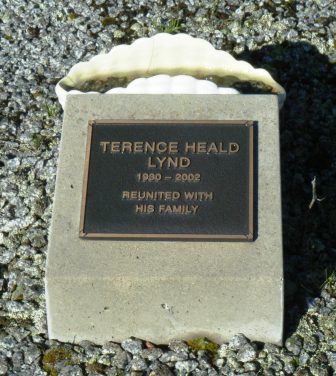 TERENCE HEALD
LYND
1930 – 2002
REUNITED WITH
HIS FAMILY